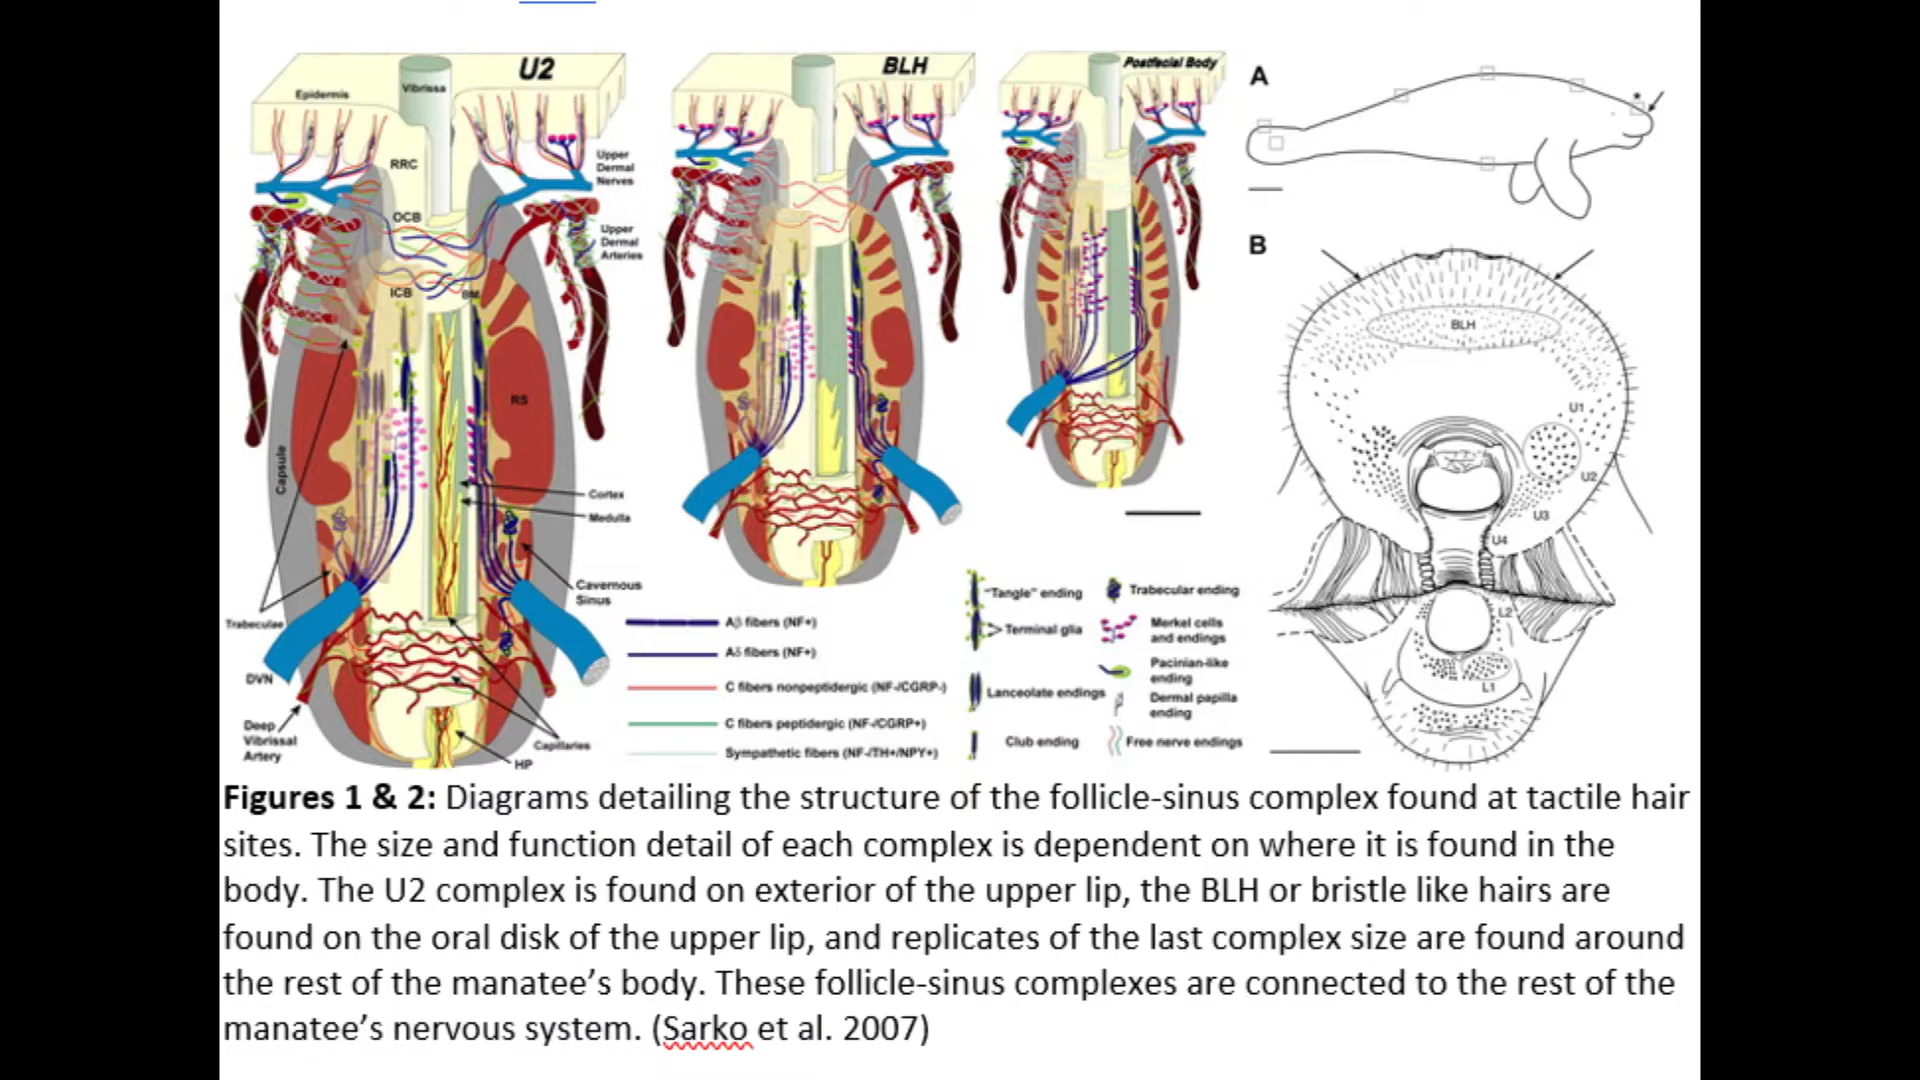 U2
Epidermis
Vibrissa
RRC
Upper
Dermal
Nerves
OCB
Upper
Dermal
Arteries
ICB
BM
RS
Capsule
Cortex
Medulla
Cavernous
Sinus
Trabeculae
DVN
Deep
Vibrissal
Artery
Capillaries
HP
BLH
Postfacial Body
Aβ fibers (NF+)
Aδ fibers (NF+)
C fibers nonpeptidergic (NF-/CGRP-)
C fibers peptidergic (NF-/CGRP+)
Sympathetic fibers (NF-/TH+/NPY+)
"Tangle" ending
Terminal glia
Lanceolate endings
Club ending
Trabecular ending
Merkel cells
and endings
Pacinian-like
ending
Dermal papilla
ending
Free nerve endings
A
*
B
BLH
U1
U2
U3
U4
L2
L1
Figures 1 & 2: Diagrams detailing the structure of the follicle-sinus complex found at tactile hair
sites. The size and function detail of each complex is dependent on where it is found in the
body. The U2 complex is found on exterior of the upper lip, the BLH or bristle like hairs are
found on the oral disk of the upper lip, and replicates of the last complex size are found around
the rest of the manatee’s body. These follicle-sinus complexes are connected to the rest of the
manatee’s nervous system. (Sarko et al. 2007)